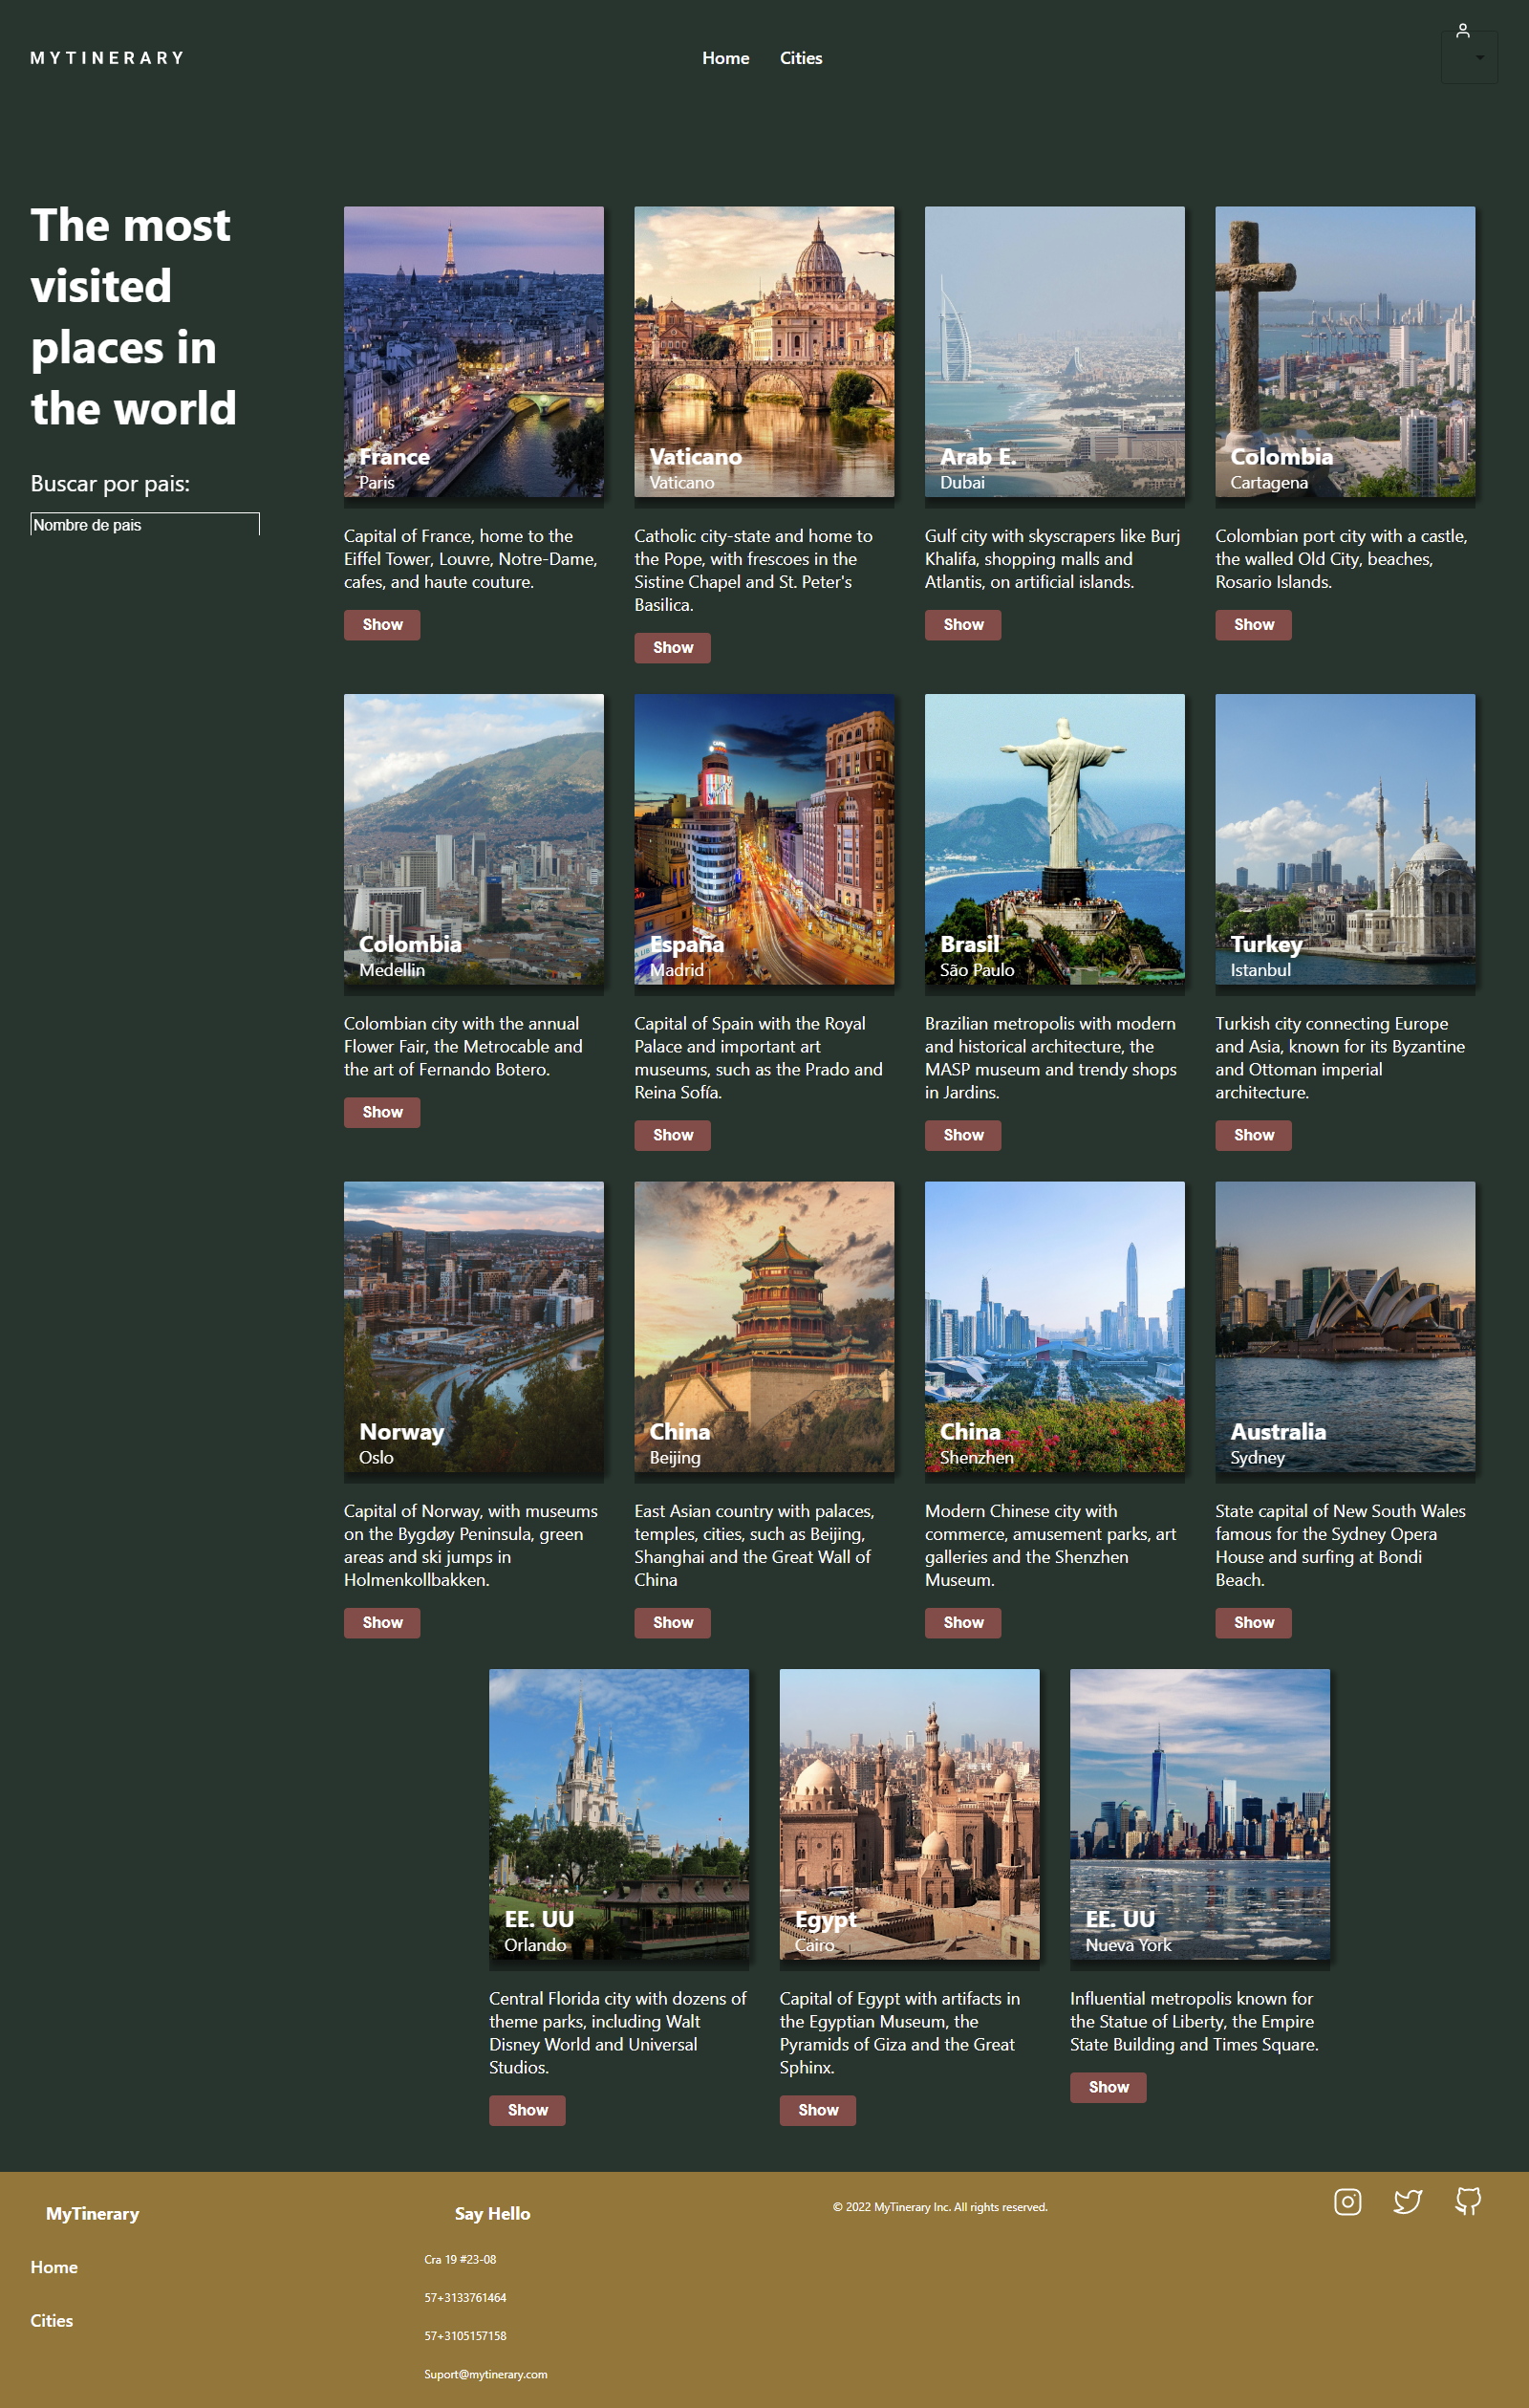 MYTINERARY
Home
Cities
The most
visited
places in
the world
Buscar por pais:
Nombre de pais
France
Paris
Capital of France, home to the
Eiffel Tower, Louvre, Notre-Dame,
cafes, and haute couture.
Show
Vaticano
Vaticano
Catholic city-state and home to
the Pope, with frescoes in the
Sistine Chapel and St. Peter's
Basilica.
Show
Arab E.
Dubai
Gulf city with skyscrapers like Burj
Khalifa, shopping malls and
Atlantis, on artificial islands.
Show
Colombia
Cartagena
Colombian port city with a castle,
the walled Old City, beaches,
Rosario Islands.
Show
Colombia
Medellin
Colombian city with the annual
Flower Fair, the Metrocable and
the art of Fernando Botero.
Show
España
Madrid
Capital of Spain with the Royal
Palace and important art
museums, such as the Prado and
Reina Sofía.
Show
Brasil
São Paulo
Brazilian metropolis with modern
and historical architecture, the
MASP museum and trendy shops
in Jardins.
Show
Turkey
Istanbul
Turkish city connecting Europe
and Asia, known for its Byzantine
and Ottoman imperial
architecture.
Show
Norway
Oslo
Capital of Norway, with museums
on the Bygdøy Peninsula, green
areas and ski jumps in
Holmenkollbakken.
Show
China
Beijing
East Asian country with palaces,
temples, cities, such as Beijing,
Shanghai and the Great Wall of
China
Show
China
Shenzhen
Modern Chinese city with
commerce, amusement parks, art
galleries and the Shenzhen
Museum.
Show
Australia
Sydney
State capital of New South Wales
famous for the Sydney Opera
House and surfing at Bondi
Beach.
Show
EE. UU
Orlando
Central Florida city with dozens of
theme parks, including Walt
Disney World and Universal
Studios.
Show
Egypt
Cairo
Capital of Egypt with artifacts in
the Egyptian Museum, the
Pyramids of Giza and the Great
Sphinx.
Show
EE. UU
Nueva York
Influential metropolis known for
the Statue of Liberty, the Empire
State Building and Times Square.
Show
MyTinerary
Home
Cities
Say Hello
Cra 19 #23-08
57+3133761464
57+3105157158
Suport@mytinerary.com
© 2022 MyTinerary Inc. All rights reserved.